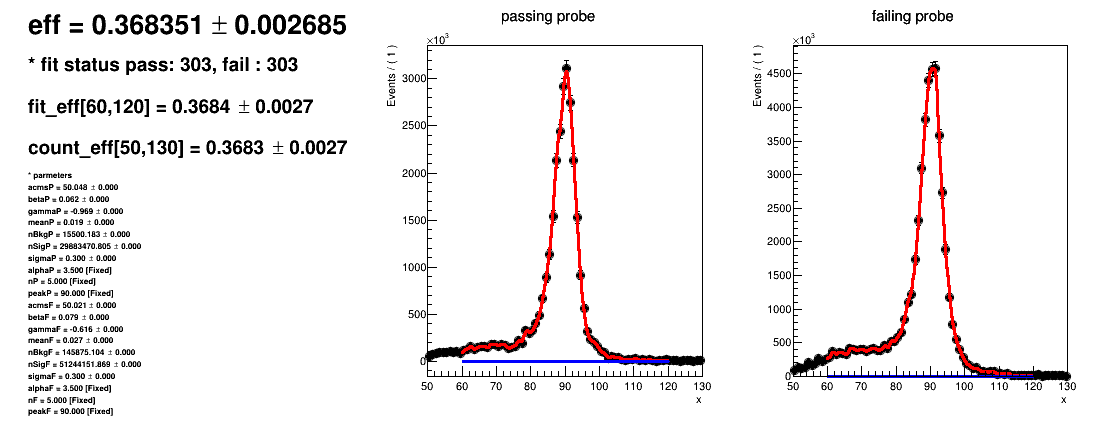 eff = 0.368351 ± 0.002685
* fit status pass: 303, fail : 303
fit_eff[60,120] = 0.3684 ± 0.0027
count_eff[50,130] = 0.3683 ± 0.0027
* parmeters
acmsP = 50.048 ± 0.000
betaP = 0.062 ± 0.000
gammaP = -0.969 ± 0.000
meanP = 0.019 ± 0.000
nBkgP = 15500.183 ± 0.000
nSigP = 29883470.805 ± 0.000
sigmaP = 0.300 ± 0.000
alphaP = 3.500 [Fixed]
nP = 5.000 [Fixed]
peakP = 90.000 [Fixed]
acmsF = 50.021 ± 0.000
betaF = 0.079 ± 0.000
gammaF = -0.616 ± 0.000
meanF = 0.027 ± 0.000
nBkgF = 145875.104 ± 0.000
nSigF = 51244151.869 ± 0.000
sigmaF = 0.300 ± 0.000
alphaF = 3.500 [Fixed]
nF = 5.000 [Fixed]
peakF = 90.000 [Fixed]
passing probe
×10³
Events / ( 1 )
3000
2500
2000
1500
1000
500
0
50 60 70 80 90 100 110 120 130
x
failing probe
×10³
Events / ( 1 )
4500
4000
3500
3000
2500
2000
1500
1000
500
0
50 60 70 80 90 100 110 120 130
x